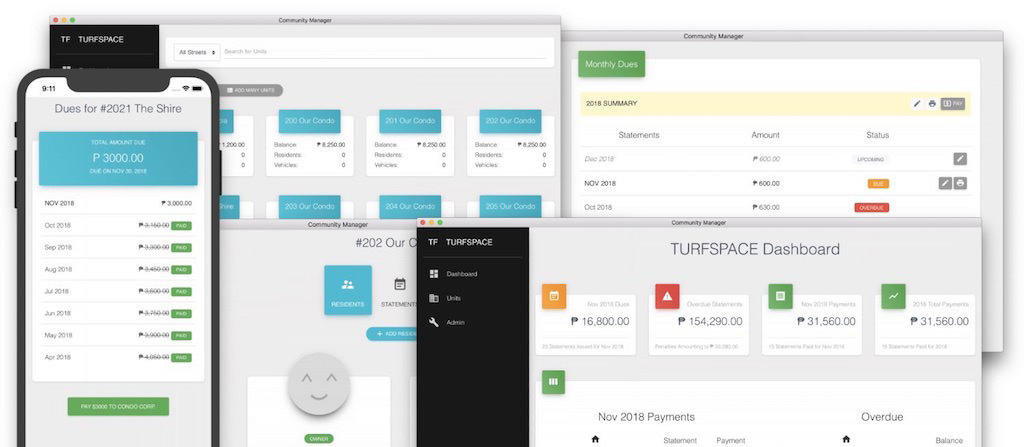 Community Manager
TF TURFSPACE
All Streets
Search for Units
ADD MANY UNITS
200 Our Condo
201 Our Condo
202 Our Condo
1,200.00
Balance: ₱ 8,250.00
Residents: 0
Vehicles: 0
Balance: ₱ 8,250.00
Residents: 0
Vehicles: 0
Balance: ₱ 8,250.00
Residents: 0
Vehicles: 0
Shire
203 Our Condo
204 Our Condo
205 Our Condo
Community Manager
Monthly Dues
2018 SUMMARY
PAY
Statements Amount Status
Dec 2018 ₱ 600.00 UPCOMING
NOV 2018 ₱ 600.00 DUE
Oct 2018 ₱ 630.00 OVERDUE
9:11
Dues for #2021 The Shire
TOTAL AMOUNT DUE
P 3000.00
DUE ON NOV 30, 2018
NOV 2018 ₱ 3,000.00
Oct 2018 ₱ 3,150.00 PAID
Sep 2018 ₱ 3,300.00 PAID
Aug 2018 ₱ 3,450.00 PAID
Jul 2018 ₱ 3,600.00 PAID
Jun 2018 ₱ 3,750.00 PAID
May 2018 ₱ 3,900.00 PAID
Apr 2018 ₱ 4,050.00 PAID
PAY ₱3000 TO CONDO CORP
Community Manager
#202 Our C
RESIDENTS
STATEMENTS
+ ADD RESIDE
OWNER
Community Manager
TF TURFSPACE
Dashboard
Units
Admin
TURFSPACE Dashboard
Nov 2018 Dues
₱ 16,800.00
23 Statements Issued for Nov 2018
Overdue Statements
₱ 154,290.00
Penalties Amounting to
Nov 2018 Payments
₱ 31,560.00
15 Statements Paid for Nov 2018
2018 Total Payments
₱ 31,560.00
Statements Paid for 2018
Nov 2018 Payments
Statement Payment
Overdue
Balance